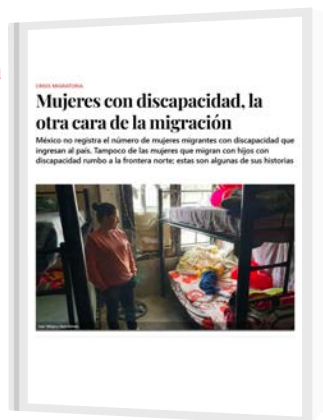 CRISIS MIGRATORIA
Mujeres con discapacidad, la
otra cara de la migración
México no registra el número de mujeres migrantes con discapacidad que
ingresan al país. Tampoco de las mujeres que migran con hijos con
discapacidad rumbo a la frontera norte; estas son algunas de sus historias